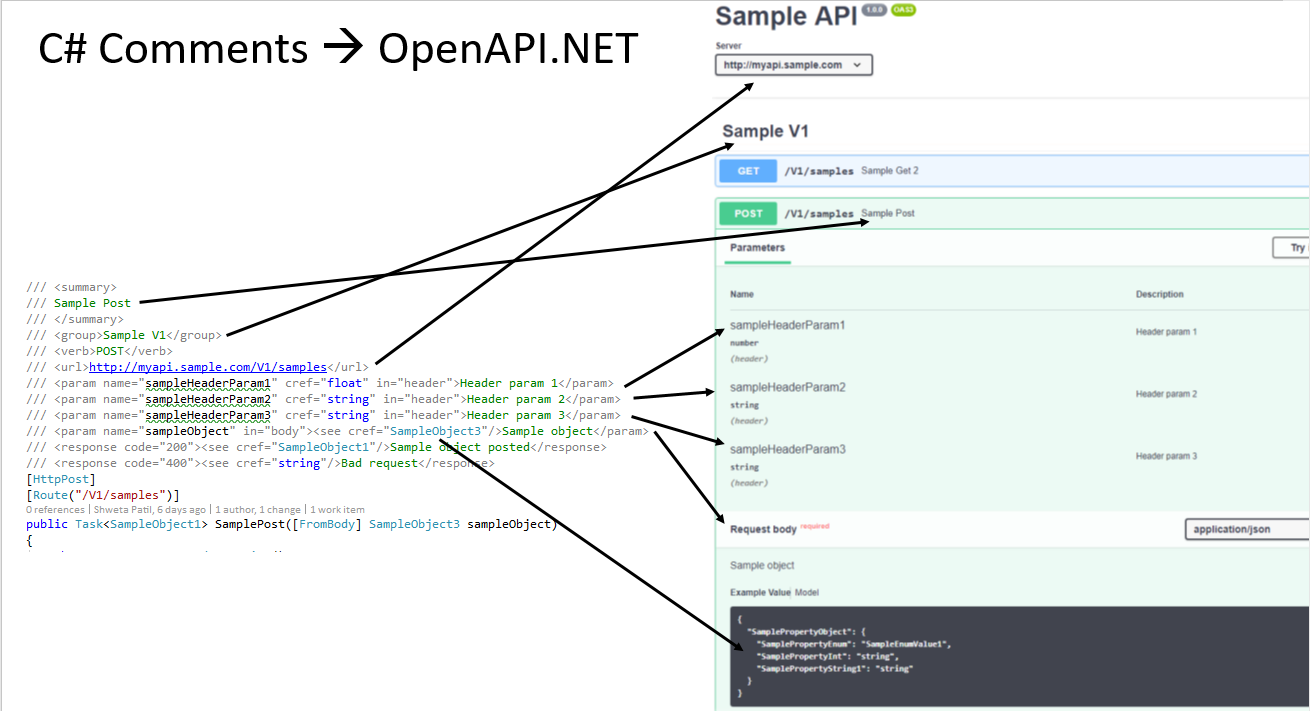 C# Comments → OpenAPI.NET
/// <summary>
/// Sample Post
/// </summary>
/// <group>Sample V1</group>
/// <verb>POST</verb>
/// <url>http://myapi.sample.com/V1/samples</url>
/// <param name="sampleHeaderParam1" cref="float" in="header">Header param 1</param>
/// <param name="sampleHeaderParam2" cref="string" in="header">Header param 2</param>
/// <param name="sampleHeaderParam3" cref="string" in="header">Header param 3</param>
/// <param name="sampleObject" in="body"><see cref="SampleObject3"/>Sample object</param>
/// <response code="200"><see cref="SampleObject1"/>Sample object posted</response>
/// <response code="400"><see cref="string"/>Bad request</response>
[HttpPost]
[Route("/V1/samples")]
0 references | Shweta Patil, 6 days ago | 1 author, 1 change | 1 work item
public Task<SampleObject1> SamplePost([FromBody] SampleObject3 sampleObject)
{
Sample API 1.0.0 OAS3
Server
http://myapi.sample.com
Sample V1
GET /V1/samples Sample Get 2
POST /V1/samples Sample Post
Parameters Try
Name Description
sampleHeaderParam1 Header param 1
number
(header)
sampleHeaderParam2 Header param 2
string
(header)
sampleHeaderParam3 Header param 3
string
(header)
Request body required application/json
Sample object
Example Value Model
{
"SamplePropertyObject": {
"SamplePropertyEnum": "SampleEnumValue1",
"SamplePropertyInt": "string",
"SamplePropertyString1": "string"
}
}